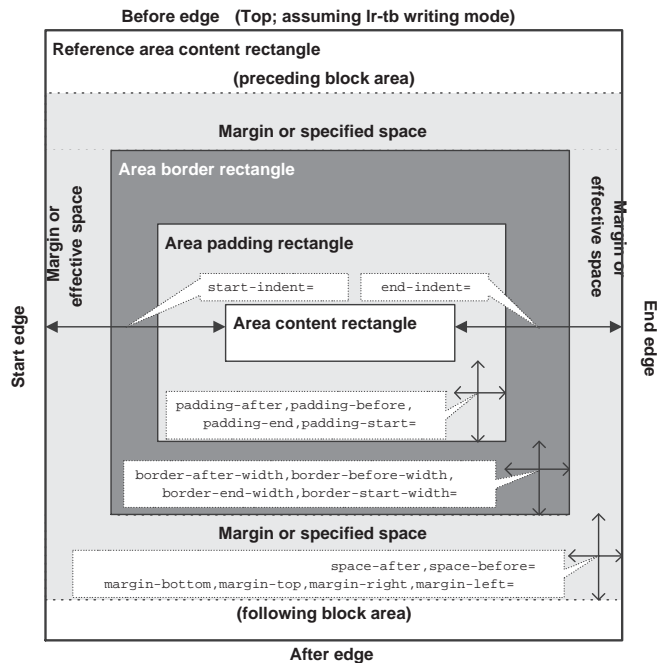 Before edge (Top; assuming lr-tb writing mode)
Reference area content rectangle
(preceding block area)
Margin or specified space
Area border rectangle
Margin or
effective space
Margin or
effective space
Area padding rectangle
start-indent=
end-indent=
Area content rectangle
Start edge
End edge
padding-after,padding-before,
padding-end,padding-start=
border-after-width,border-before-width,
border-end-width,border-start-width=
Margin or specified space
space-after,space-before=
margin-bottom,margin-top,margin-right,margin-left=
(following block area)
After edge